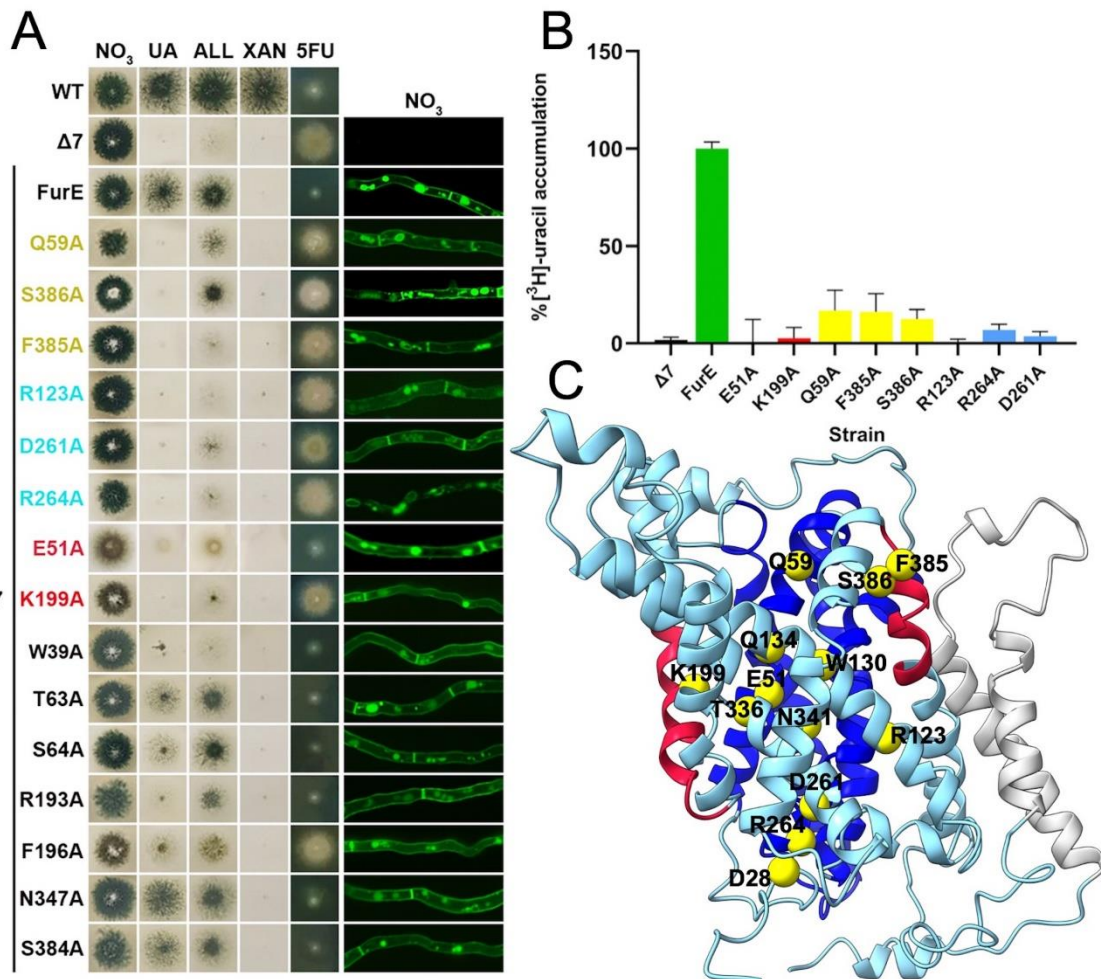 A
NO3 UA ALL XAN 5FU
NO3
WT
Δ7
FurE
Q59A
S386A
F385A
R123A
D261A
R264A
E51A
K199A
W39A
T63A
S64A
R193A
F196A
N347A
S384A
B
%[³H]-uracil accumulation
150
100
50
0
Δ7 FurE E51A K199A Q59A F385A S386A R123A R264A D261A
Strain
C
Q59
F385
S386
Q134
W130
K199
E51
T336
N341
R123
D261
R264
D28